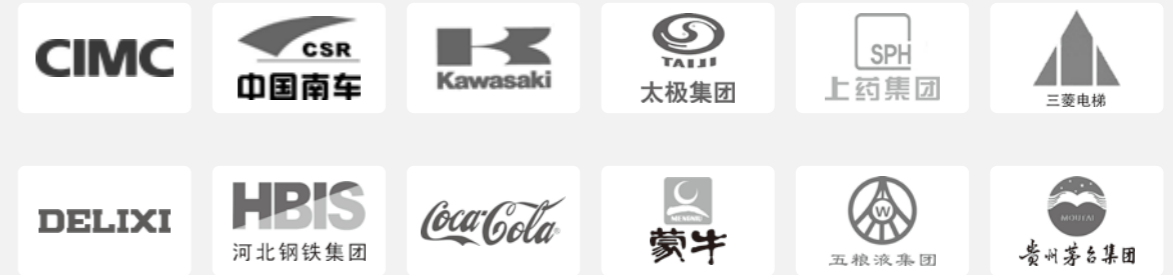 CIMC
CSR
中国南车
Kawasaki
TAIJI
太极集团
SPH
上药集团
三菱电梯
DELIXI
HBIS
河北钢铁集团
Coca-Cola
MENGNIU
蒙牛
W
五粮液集团
MOUTAI
贵州茅台集团